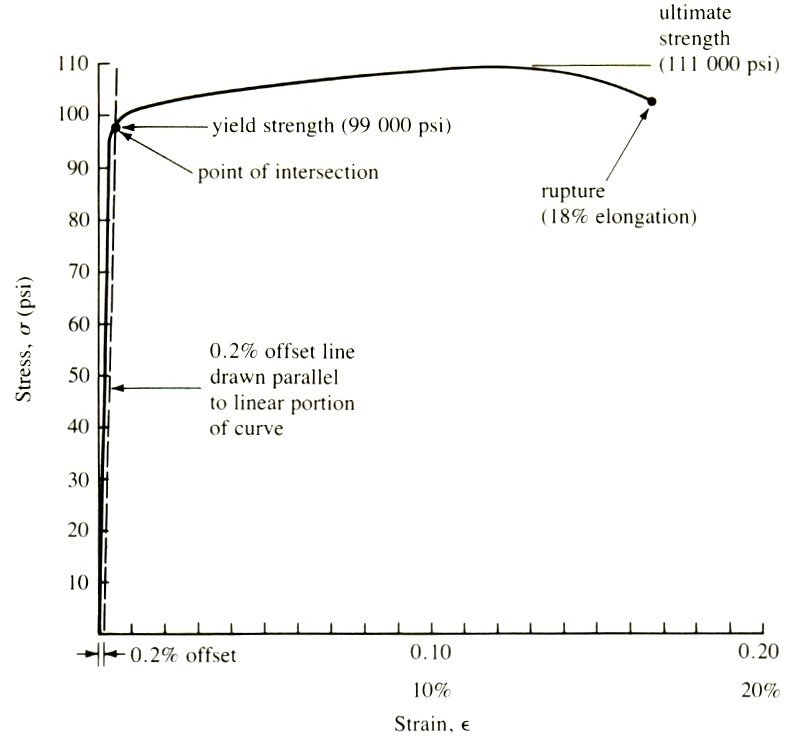 ultimate
strength
(111 000 psi)
110
100
yield strength (99 000 psi)
90
point of intersection
rupture
(18% elongation)
80
70
60
Stress, σ (psi)
0.2% offset line
drawn parallel
to linear portion
of curve
50
40
30
20
10
0.2% offset
0.10
0.20
10%
20%
Strain, ϵ